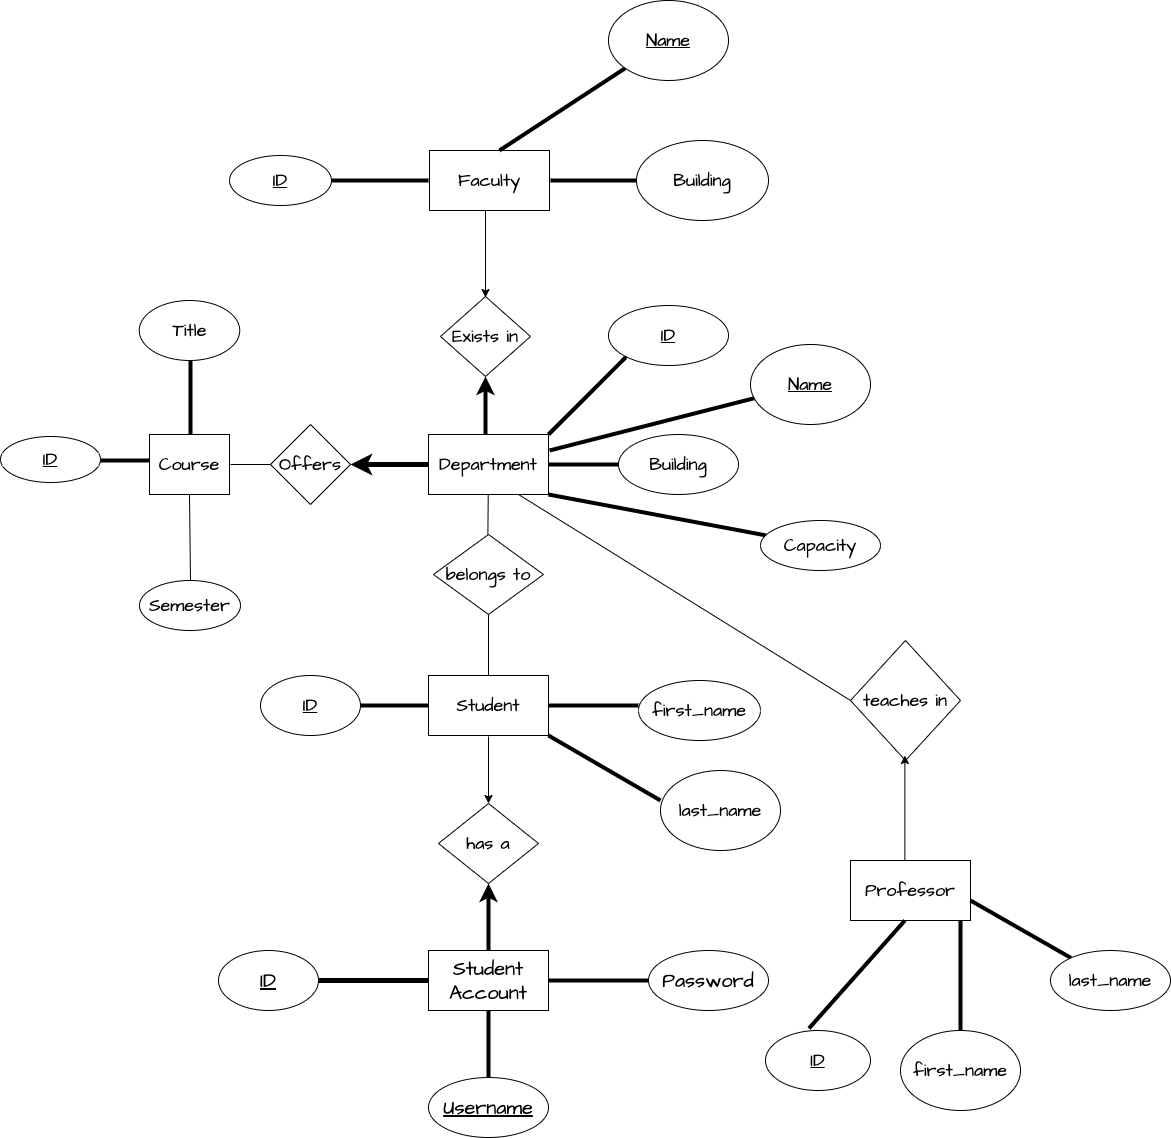 Name
ID
Faculty
Building
Title
Exists in
ID
Name
ID
Course
Offers
Department
Building
Capacity
belongs to
Semester
teaches in
ID
Student
first_name
last_name
has a
Professor
ID
Student
Account
Password
last_name
ID
first_name
Username